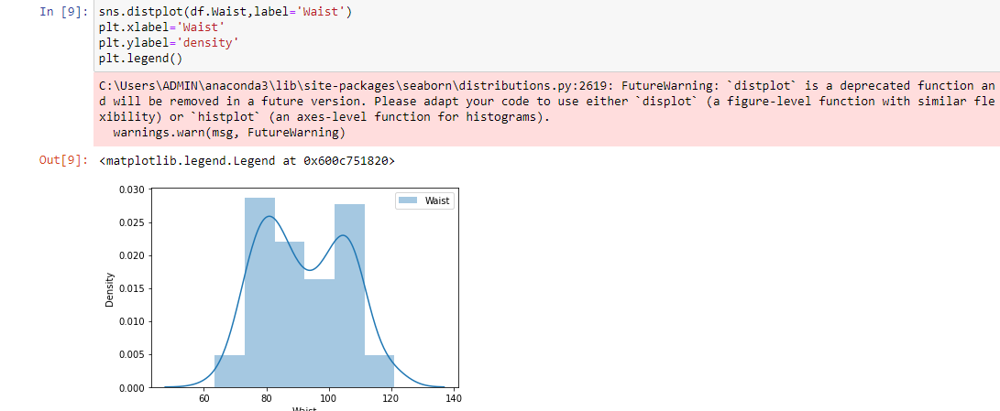 In [9]: sns.distplot(df.Waist,label='Waist')
plt.xlabel='Waist'
plt.ylabel='density'
plt.legend()
C:\Users\ADMIN\anaconda3\lib\site-packages\seaborn\distributions.py:2619: FutureWarning: `distplot` is a deprecated function an
d will be removed in a future version. Please adapt your code to use either `displot` (a figure-level function with similar fle
xibility) or `histplot` (an axes-level function for histograms).
warnings.warn(msg, FutureWarning)
Out[9]: <matplotlib.legend.Legend at 0x600c751820>
Waist
0.030
0.025
0.020
0.015
0.010
0.005
0.000
Density
60 80 100 120 140
Waist